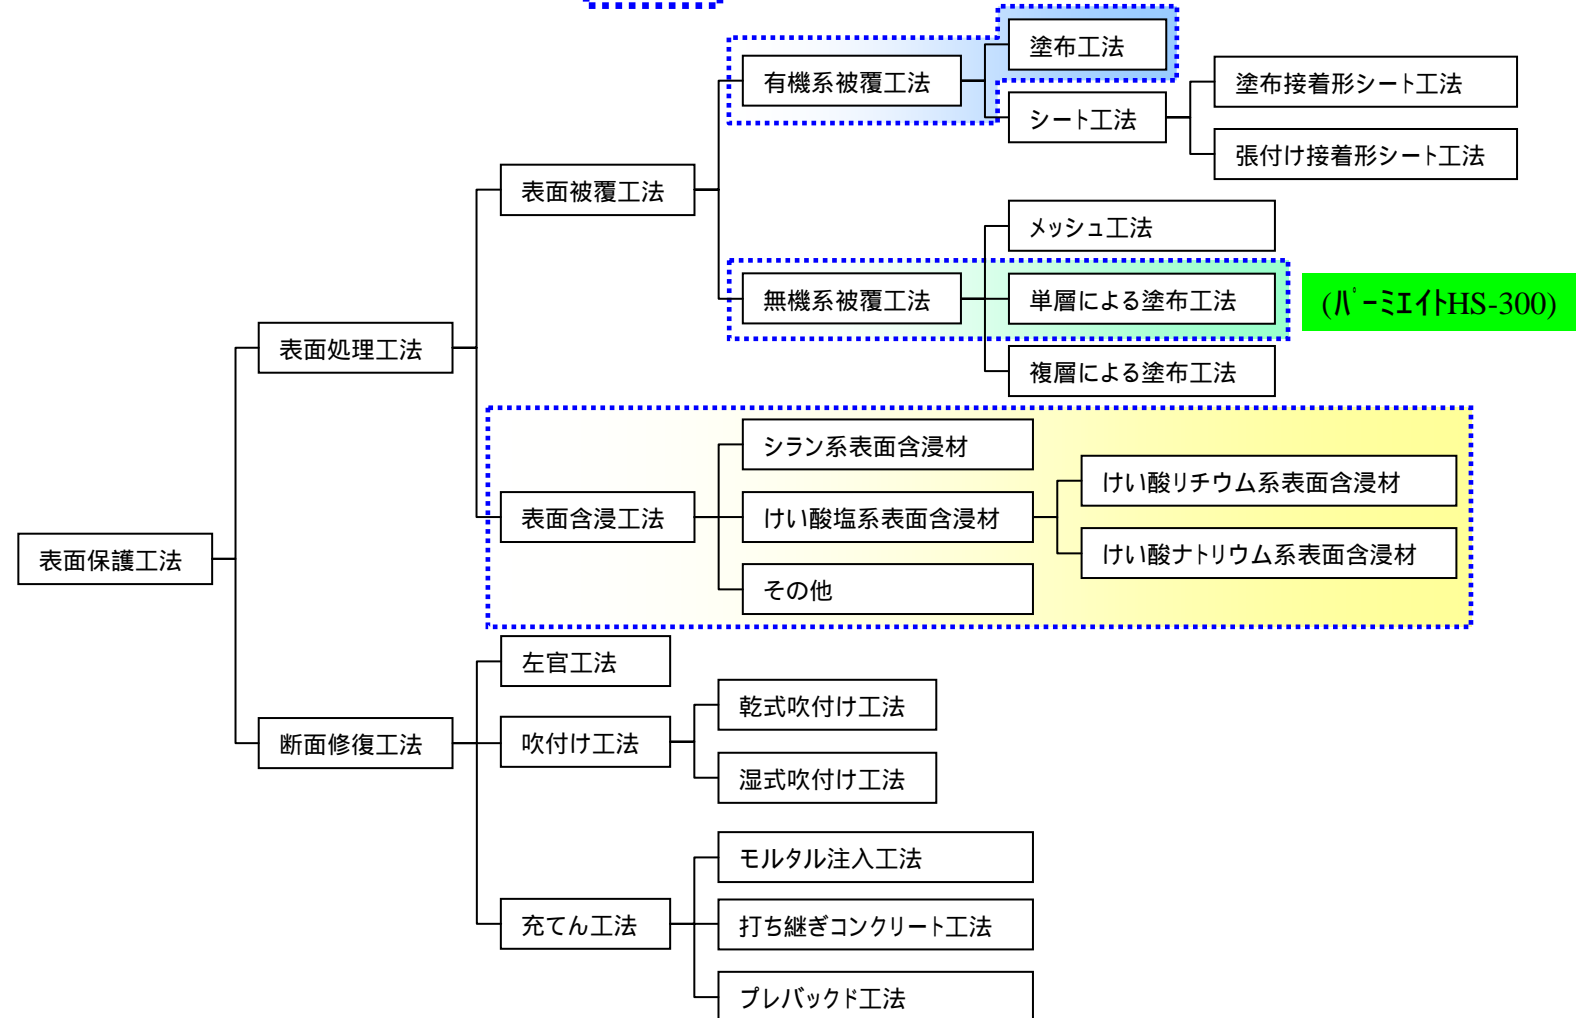 塗布工法
有機系被覆工法
塗布接着形シート工法
シート工法
張付け接着形シート工法
表面被覆工法
メッシュ工法
無機系被覆工法
単層による塗布工法
(ﾊﾟｰﾐｴｲﾄHS-300)
表面処理工法
複層による塗布工法
シラン系表面含浸材
けい酸リチウム系表面含浸材
表面含浸工法
けい酸塩系表面含浸材
表面保護工法
けい酸ナトリウム系表面含浸材
その他
左官工法
乾式吹付け工法
断面修復工法
吹付け工法
湿式吹付け工法
モルタル注入工法
充てん工法
打ち継ぎコンクリート工法
プレバックド工法